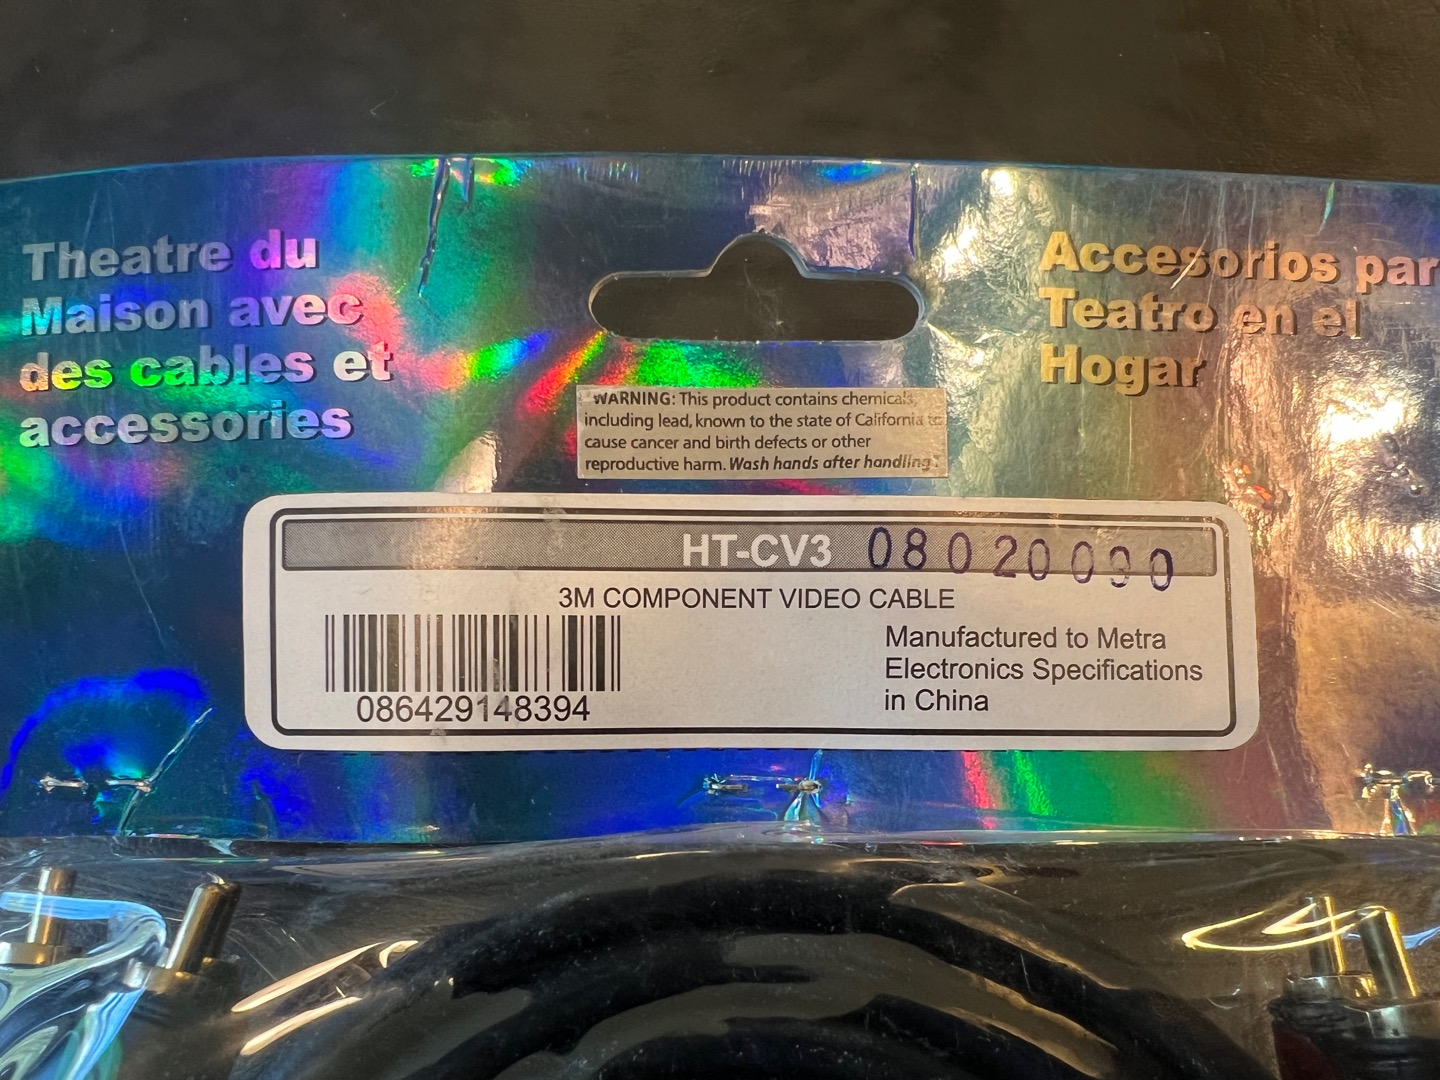 Theatre du
Maison avec
des cables et
accessories
Accesorios par
Teatro en el
Hogar
WARNING: This product contains chemicals,
including lead, known to the state of California to
cause cancer and birth defects or other
reproductive harm. Wash hands after handling.
HT-CV3 08020090
3M COMPONENT VIDEO CABLE
086429148394
Manufactured to Metra
Electronics Specifications
in China